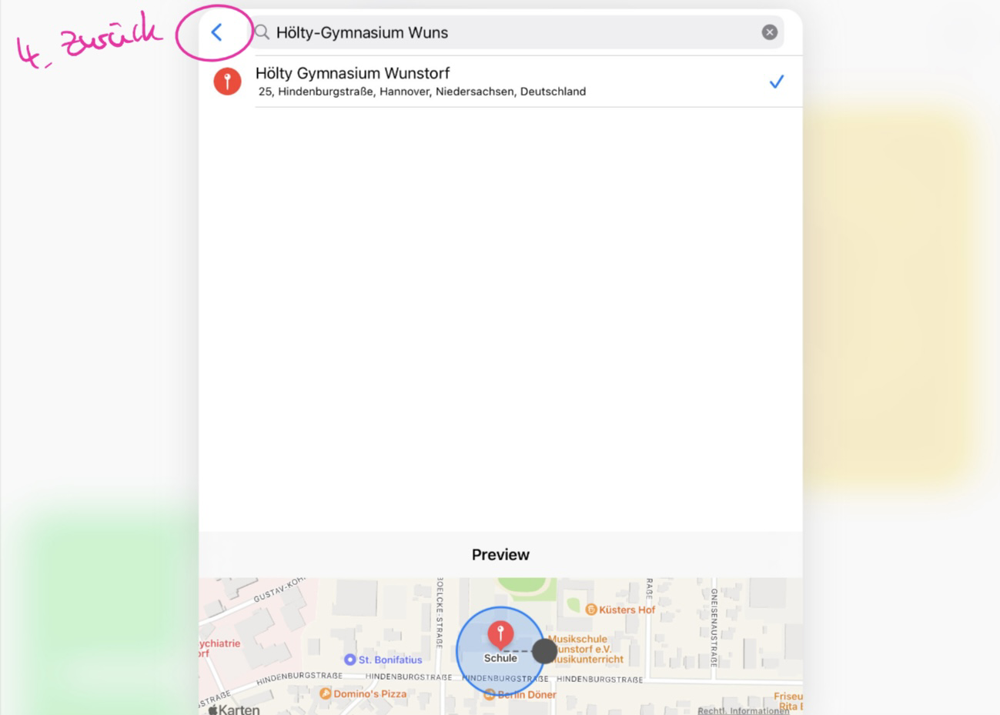 4. zurück
Hölty-Gymnasium Wuns
Hölty Gymnasium Wunstorf
25, Hindenburgstraße, Hannover, Niedersachsen, Deutschland
Preview
GUSTAV-KOH
BOELCKE-STRASSE
RAßE
GNEISENAUSTRAßE
Küsters Hof
ychiatrie
orf
Musikschule
unstorf e.V.
usikunterricht
Schule
St. Bonifatius
HINDENBURGSTRAßE
HINDENBURGSTRAßE
HINDENBURGSTRAßE
HINDENBURGSTRAßE
Domino's Pizza
Berlin Döner
STRAßE
Friseu
Rita
Karten
Rechtl. Informationen